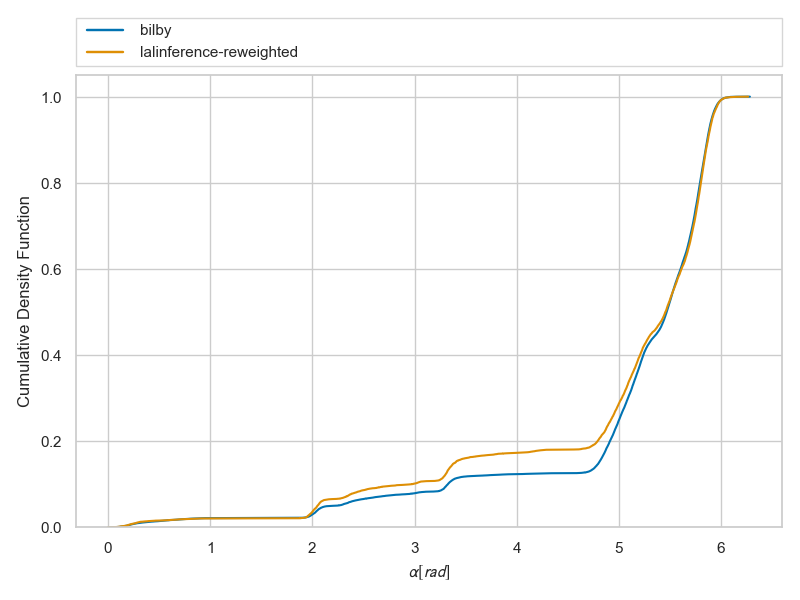 bilby
lalinference-reweighted
1.0
0.8
0.6
0.4
0.2
0.0
Cumulative Density Function
0 1 2 3 4 5 6
α[rad]